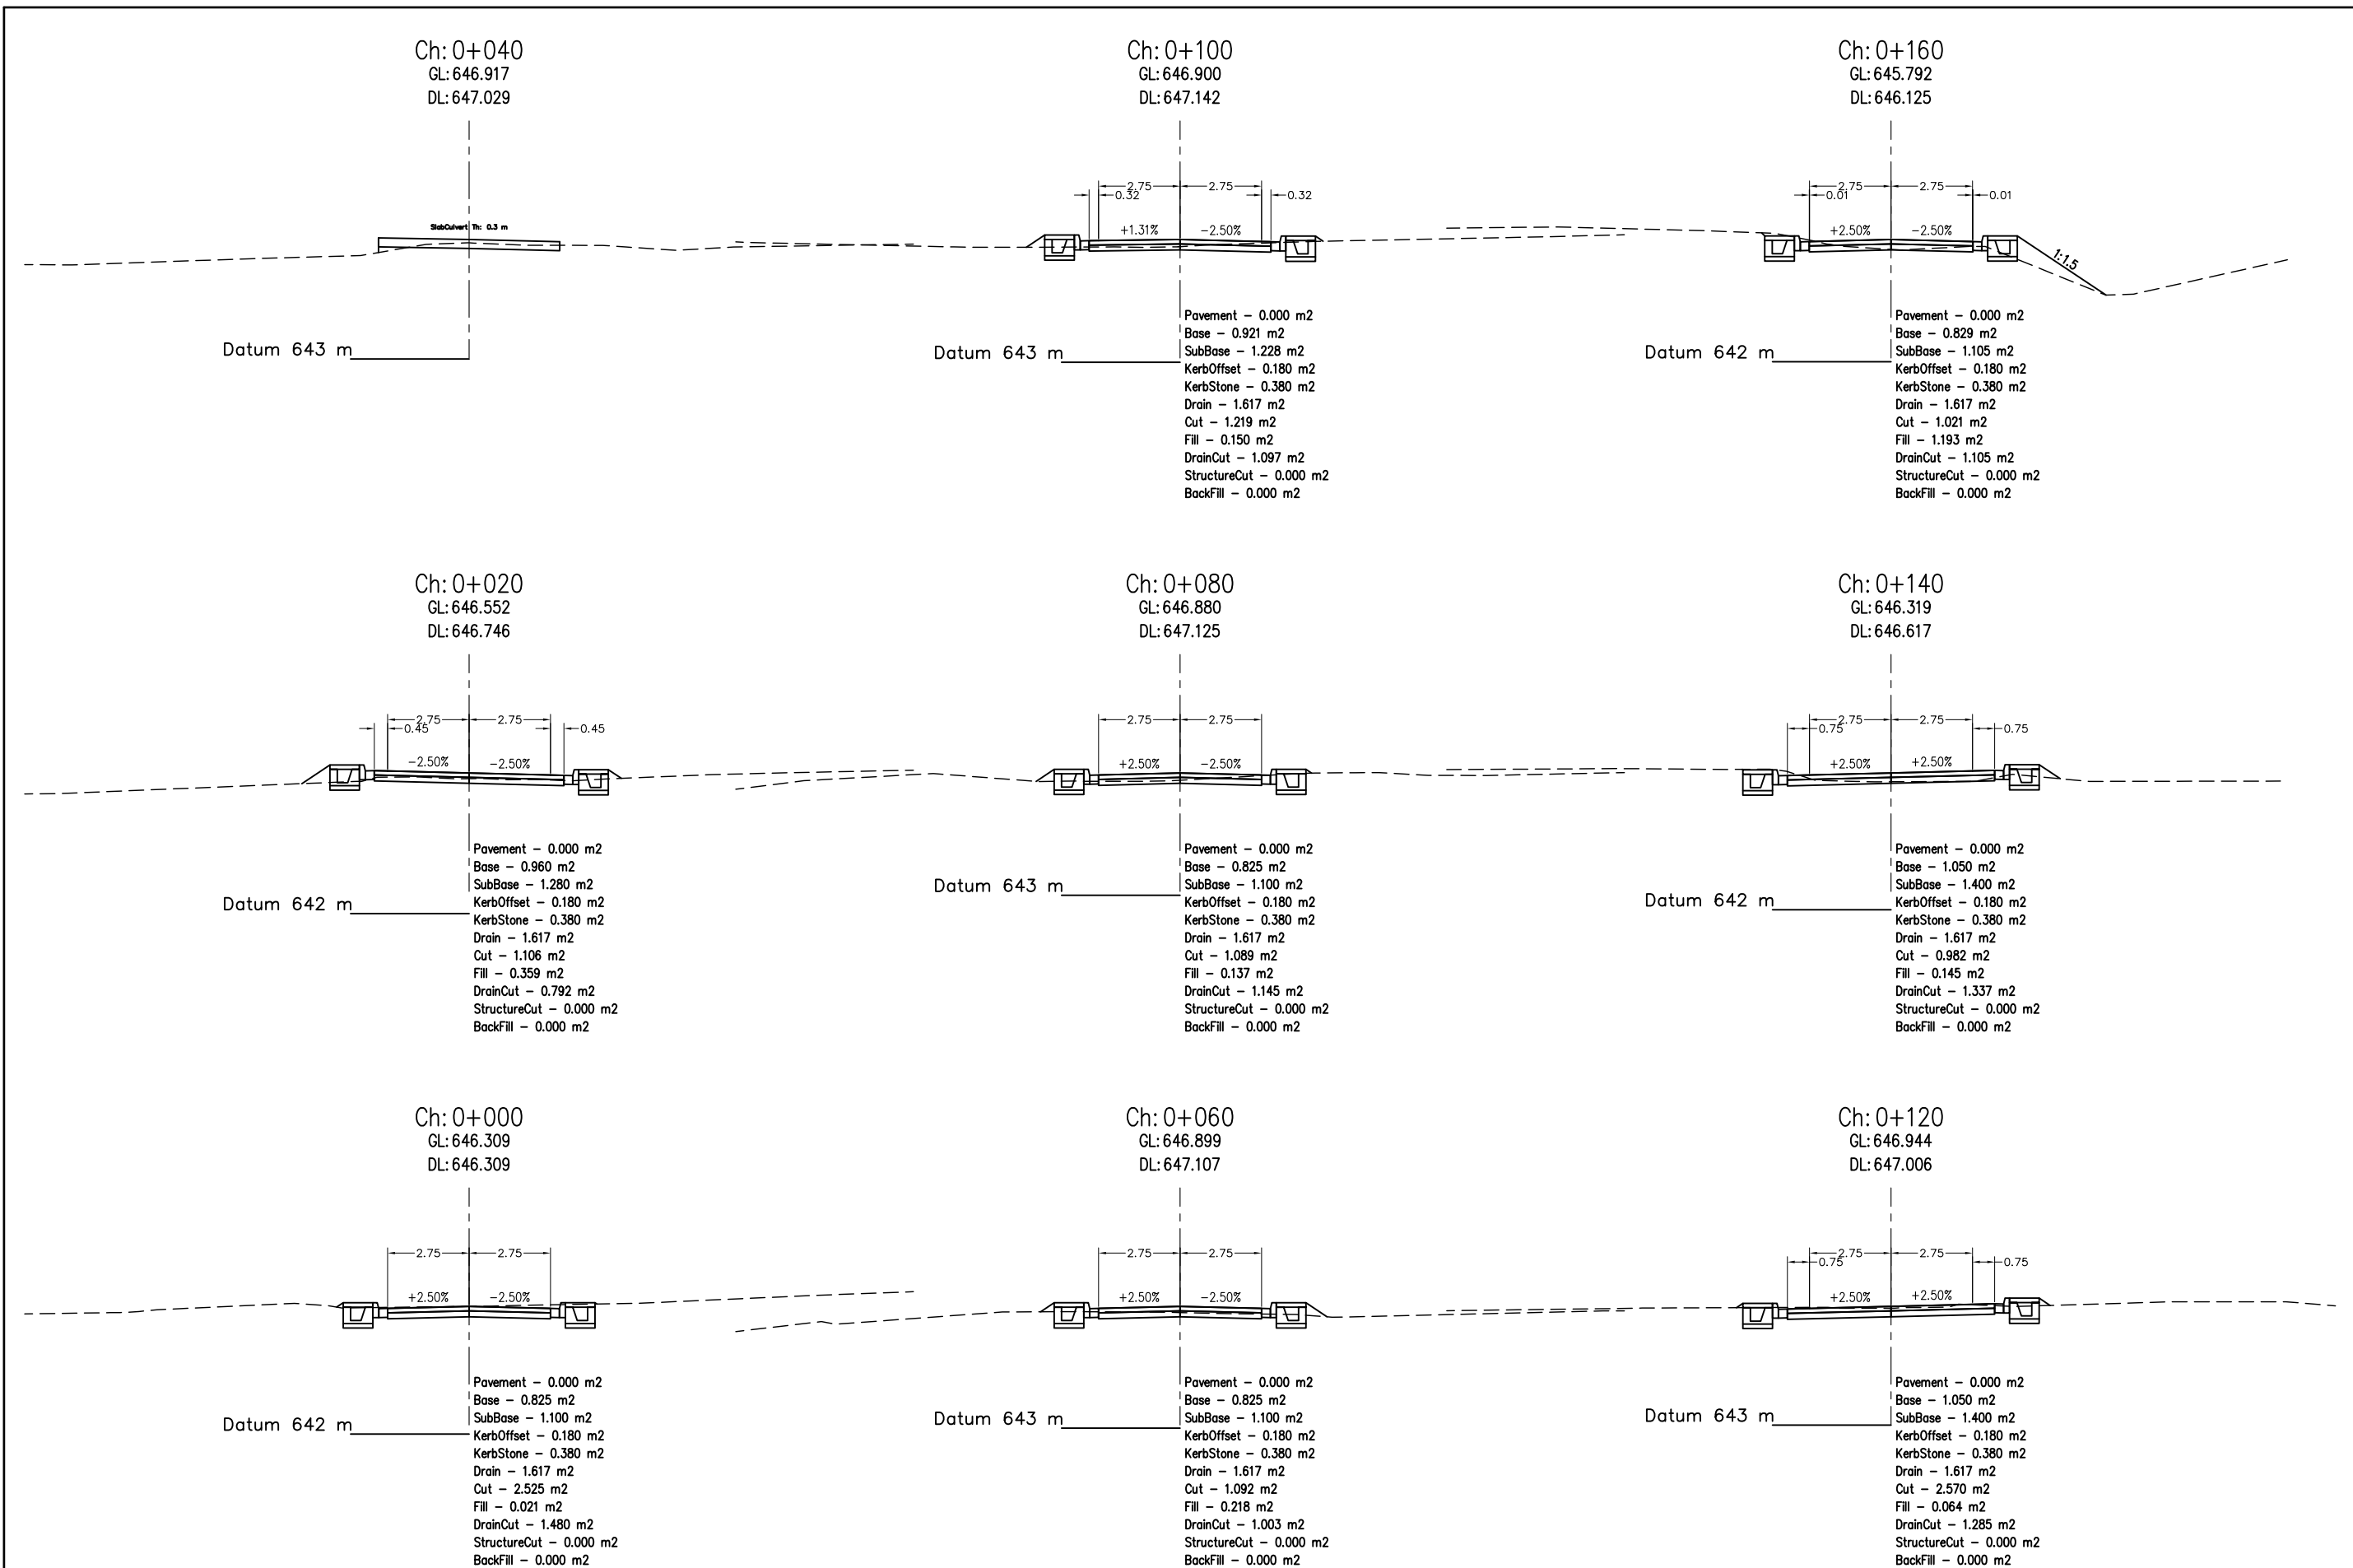 Ch: 0+040
GL: 646.917
DL: 647.029
SlabCulvert Th: 0.3 m
Datum 643 m
Ch: 0+100
GL: 646.900
DL: 647.142
2.75
2.75
0.32
0.32
+1.31%
-2.50%
Datum 643 m
Pavement - 0.000 m2
Base - 0.921 m2
SubBase - 1.228 m2
KerbOffset - 0.180 m2
KerbStone - 0.380 m2
Drain - 1.617 m2
Cut - 1.219 m2
Fill - 0.150 m2
DrainCut - 1.097 m2
StructureCut - 0.000 m2
BackFill - 0.000 m2
Ch: 0+160
GL: 645.792
DL: 646.125
2.75
2.75
0.01
0.01
+2.50%
-2.50%
1:1.5
Datum 642 m
Pavement - 0.000 m2
Base - 0.829 m2
SubBase - 1.105 m2
KerbOffset - 0.180 m2
KerbStone - 0.380 m2
Drain - 1.617 m2
Cut - 1.021 m2
Fill - 1.193 m2
DrainCut - 1.105 m2
StructureCut - 0.000 m2
BackFill - 0.000 m2
Ch: 0+020
GL: 646.552
DL: 646.746
2.75
2.75
0.45
0.45
-2.50%
-2.50%
Datum 642 m
Pavement - 0.000 m2
Base - 0.960 m2
SubBase - 1.280 m2
KerbOffset - 0.180 m2
KerbStone - 0.380 m2
Drain - 1.617 m2
Cut - 1.106 m2
Fill - 0.359 m2
DrainCut - 0.792 m2
StructureCut - 0.000 m2
BackFill - 0.000 m2
Ch: 0+080
GL: 646.880
DL: 647.125
2.75
2.75
+2.50%
-2.50%
Datum 643 m
Pavement - 0.000 m2
Base - 0.825 m2
SubBase - 1.100 m2
KerbOffset - 0.180 m2
KerbStone - 0.380 m2
Drain - 1.617 m2
Cut - 1.089 m2
Fill - 0.137 m2
DrainCut - 1.145 m2
StructureCut - 0.000 m2
BackFill - 0.000 m2
Ch: 0+140
GL: 646.319
DL: 646.617
2.75
2.75
0.75
0.75
+2.50%
+2.50%
Datum 642 m
Pavement - 0.000 m2
Base - 1.050 m2
SubBase - 1.400 m2
KerbOffset - 0.180 m2
KerbStone - 0.380 m2
Drain - 1.617 m2
Cut - 0.982 m2
Fill - 0.145 m2
DrainCut - 1.337 m2
StructureCut - 0.000 m2
BackFill - 0.000 m2
Ch: 0+000
GL: 646.309
DL: 646.309
2.75
2.75
+2.50%
-2.50%
Datum 642 m
Pavement - 0.000 m2
Base - 0.825 m2
SubBase - 1.100 m2
KerbOffset - 0.180 m2
KerbStone - 0.380 m2
Drain - 1.617 m2
Cut - 2.525 m2
Fill - 0.021 m2
DrainCut - 1.480 m2
StructureCut - 0.000 m2
BackFill - 0.000 m2
Ch: 0+060
GL: 646.899
DL: 647.107
2.75
2.75
+2.50%
-2.50%
Datum 643 m
Pavement - 0.000 m2
Base - 0.825 m2
SubBase - 1.100 m2
KerbOffset - 0.180 m2
KerbStone - 0.380 m2
Drain - 1.617 m2
Cut - 1.092 m2
Fill - 0.218 m2
DrainCut - 1.003 m2
StructureCut - 0.000 m2
BackFill - 0.000 m2
Ch: 0+120
GL: 646.944
DL: 647.006
2.75
2.75
0.75
0.75
+2.50%
+2.50%
Datum 643 m
Pavement - 0.000 m2
Base - 1.050 m2
SubBase - 1.400 m2
KerbOffset - 0.180 m2
KerbStone - 0.380 m2
Drain - 1.617 m2
Cut - 2.570 m2
Fill - 0.064 m2
DrainCut - 1.285 m2
StructureCut - 0.000 m2
BackFill - 0.000 m2